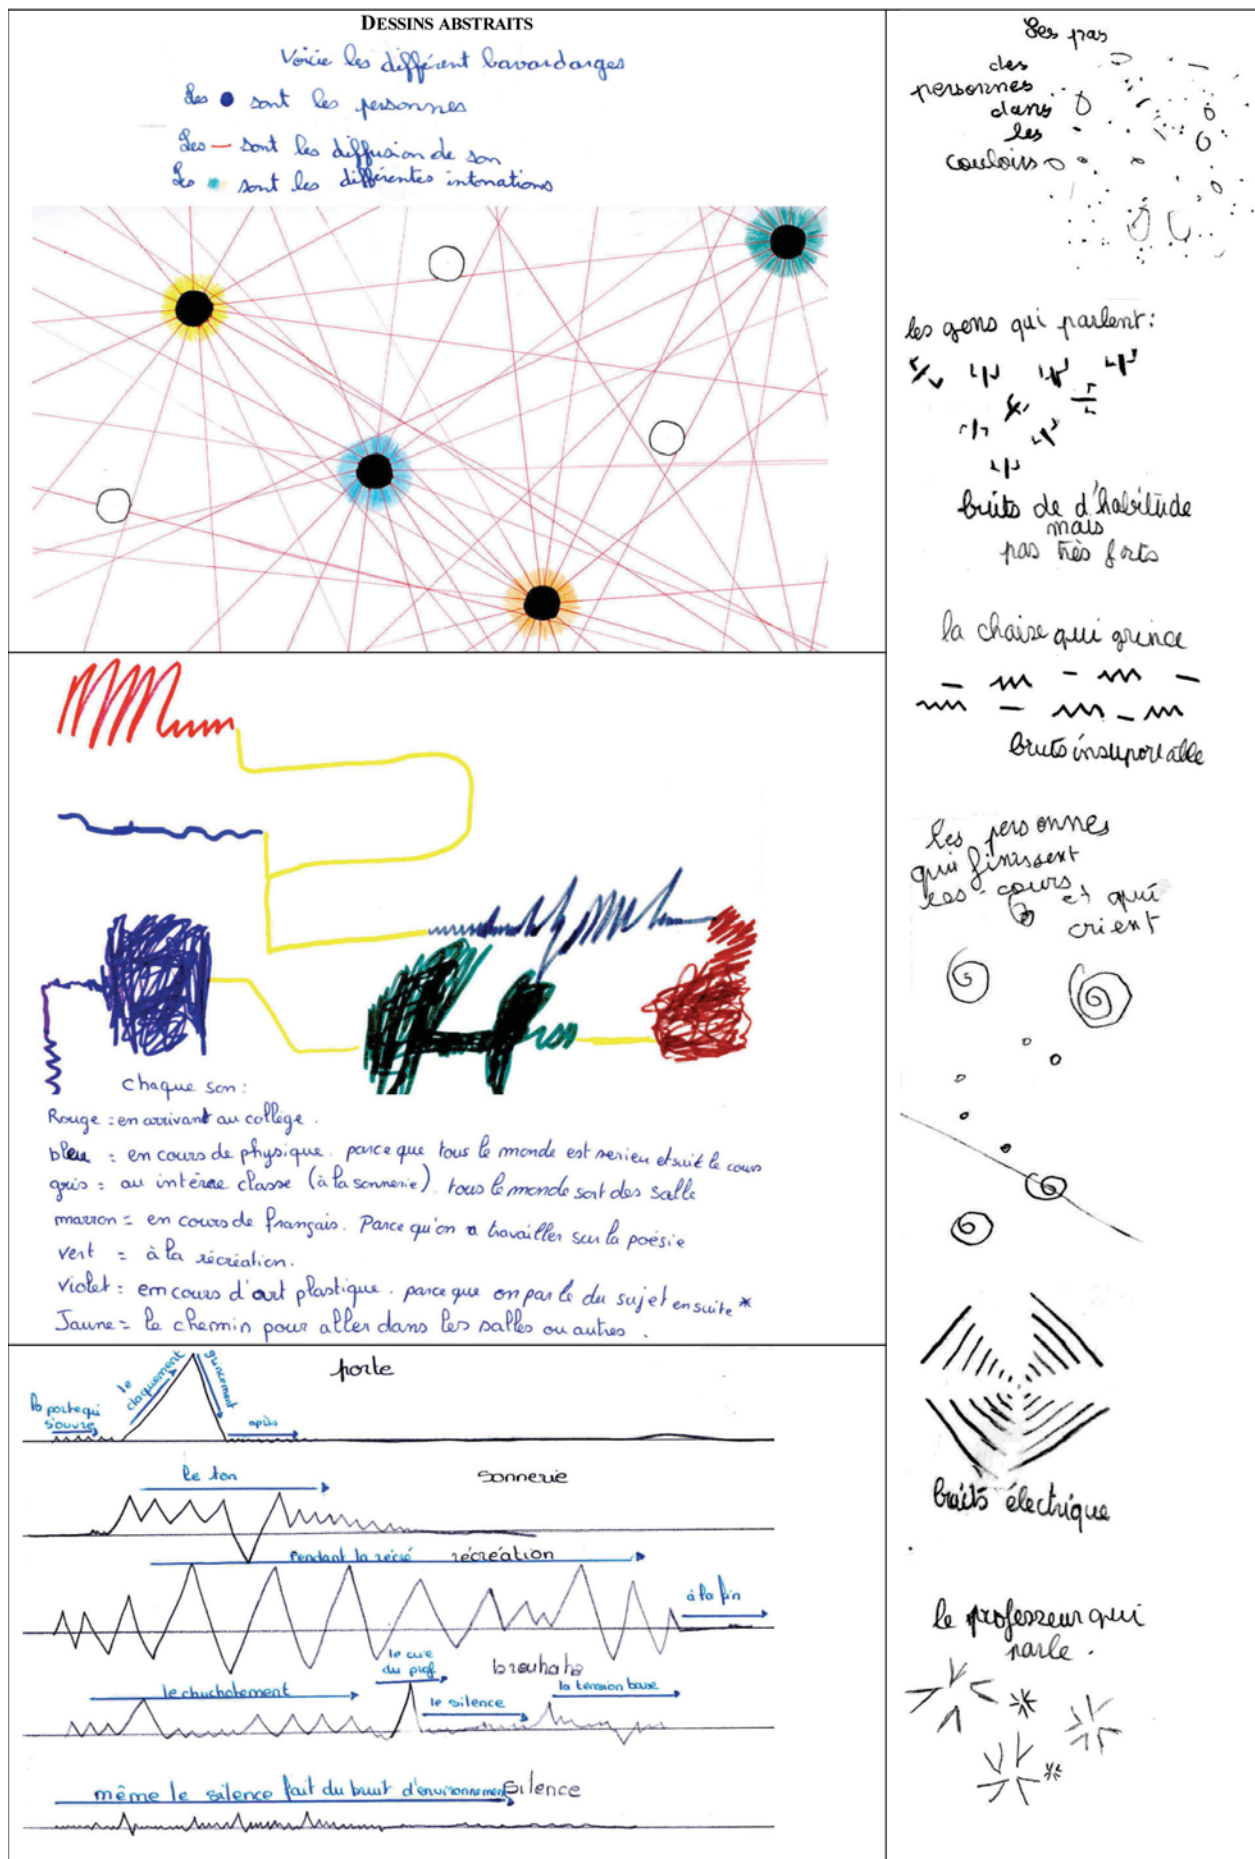 DESSINS ABSTRAITS
Voicie les différent bavardarges
Les ● sont les personnes
Les — sont les diffusion de son
Les sont les différentes intonations
chaque son :
Rouge = en arrivant au collège.
bleu = en cours de physique. parce que tous le monde est serieu et suit le cours
gris = au intèree classe (à la sonnerie). tous le monde sort des salle
marron = en cours de français. Parce qu'on a travailler sur la poèsie
vert = à la récréation.
violet = em cours d'art plastique. parce que on parle du sujet ensuite *
Jaune = le chemin pour aller dans les salles ou autres.
porte
la porte qui
s'ouvre
le claquement
grincement
après
le ton
sonnerie
pendant la récré
récréation
à la fin
le crie
du prof
brouhaha
le chuchotement
le silence
la tension baise
même le silence fait du bruit d'environnement
silence
Les pas
des
personnes
dans
les
couloirs
les gens qui parlent :
bruits de d'habitude
mais
pas très forts
la chaise qui grince
bruts insuportable
les personnes
qui finissent
les cours
et qui
crient
bruits électrique
le professeur qui
parle.